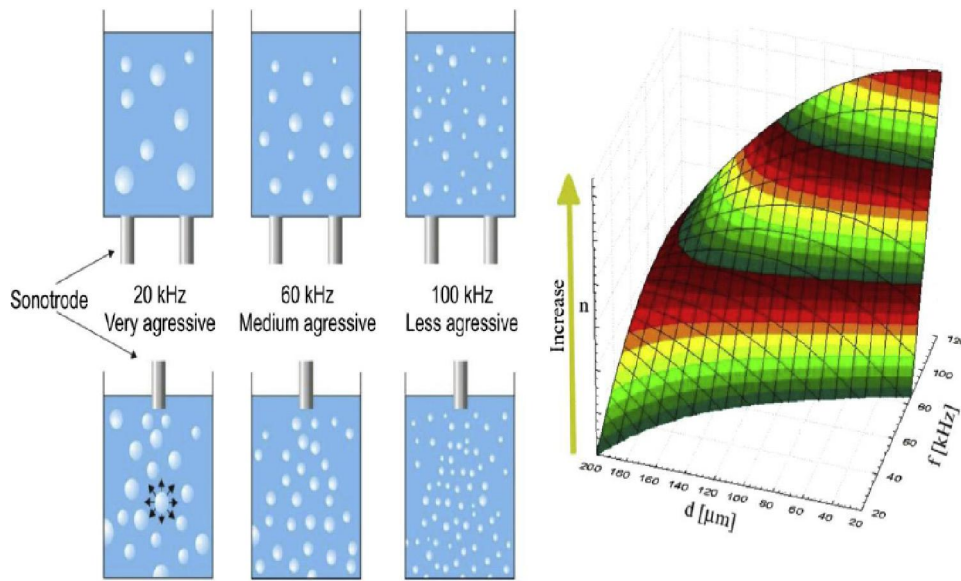 Sonotrode
20 kHz
Very agressive
60 kHz
Medium agressive
100 kHz
Less agressive
Increase
n
200 180 160 140 120 100 80 60 40 20
d [µm]
20
40
60
80
100
120
f [kHz]